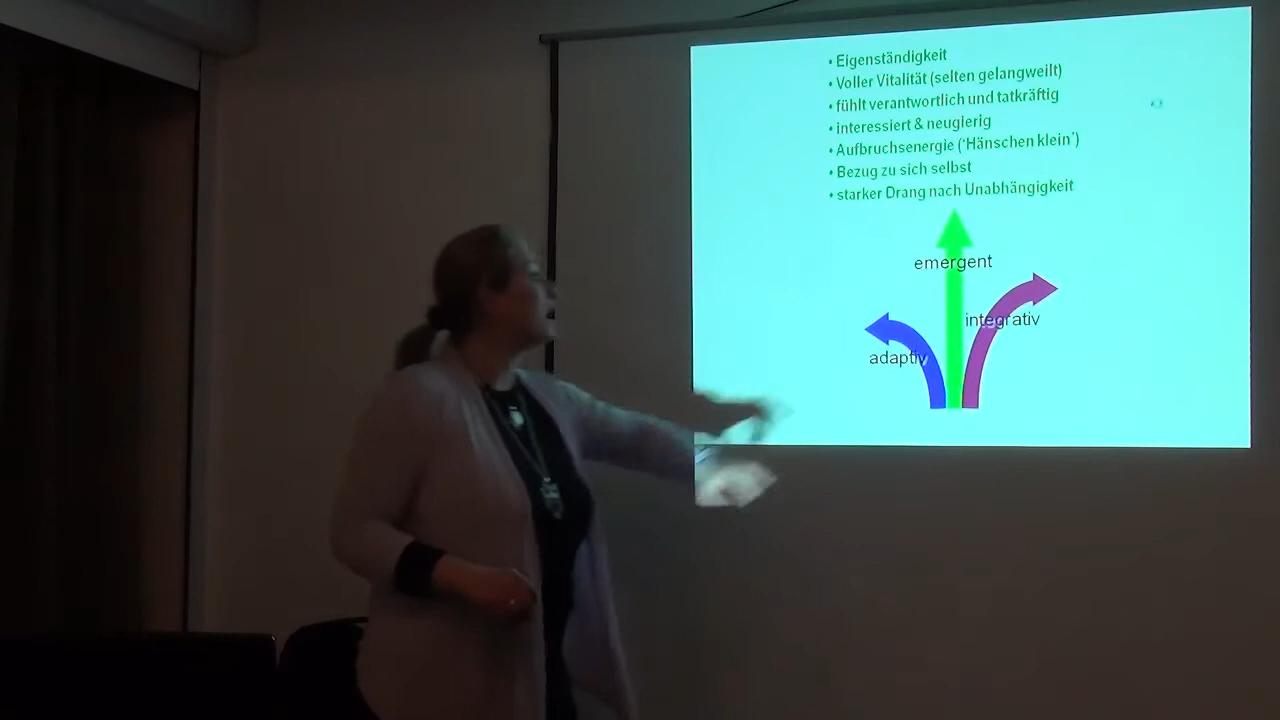 • Eigenständigkeit
• Voller Vitalität (selten gelangweilt)
• fühlt verantwortlich und tatkräftig
• interessiert & neugierig
• Aufbruchsenergie (‘Hänschen klein’)
• Bezug zu sich selbst
• starker Drang nach Unabhängigkeit
emergent
integrativ
adaptiv